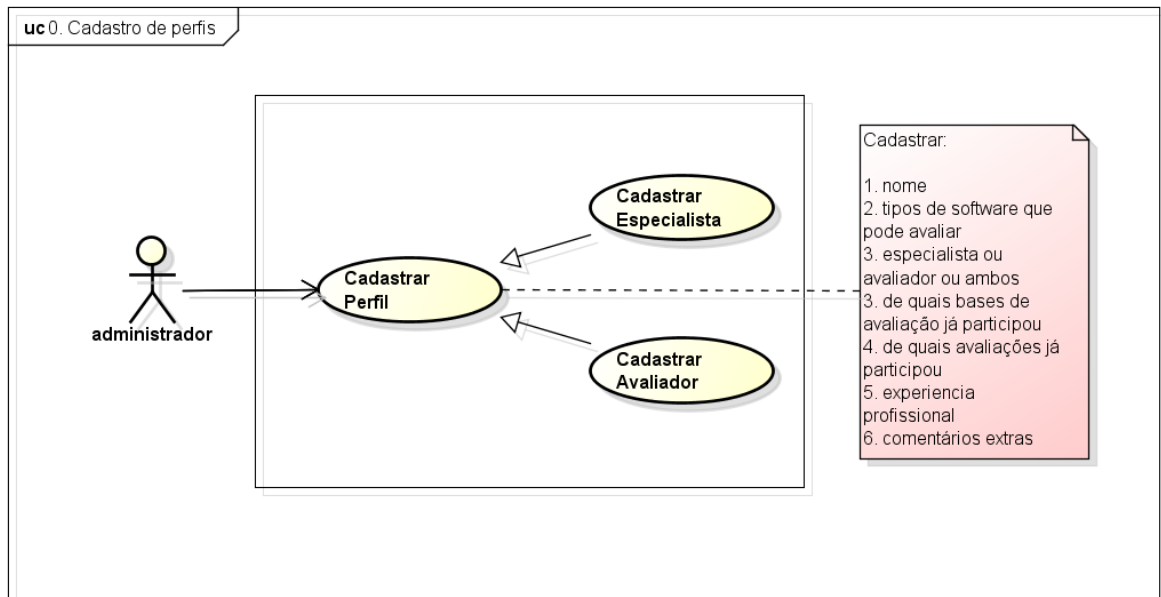 uc 0. Cadastro de perfis
Cadastrar
Especialista
Cadastrar
Perfil
Cadastrar
Avaliador
administrador
Cadastrar:
1. nome
2. tipos de software que
pode avaliar
3. especialista ou
avaliador ou ambos
3. de quais bases de
avaliação já participou
4. de quais avaliações já
participou
5. experiencia
profissional
6. comentários extras